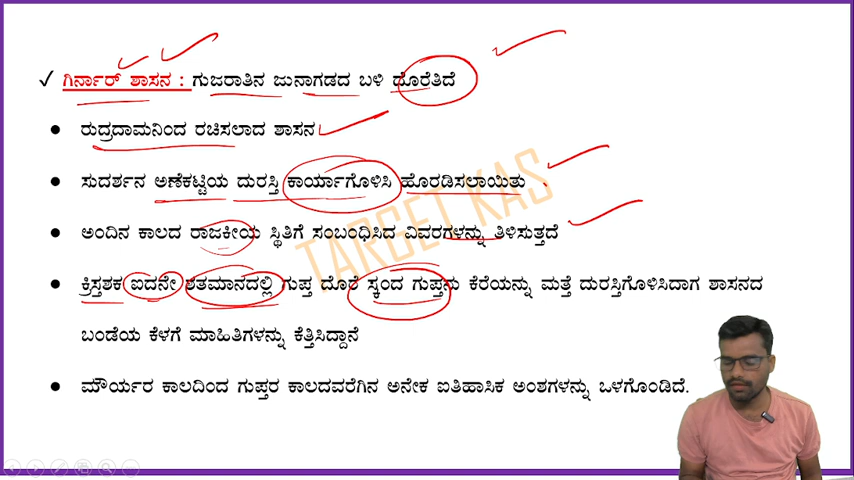 ✓ ಗಿರ್ನಾರ್ ಶಾಸನ : ಗುಜರಾತಿನ ಜುನಾಗಡದ ಬಳಿ ದೊರೆತಿದೆ
● ರುದ್ರದಾಮನಿಂದ ರಚಿಸಲಾದ ಶಾಸನ
● ಸುದರ್ಶನ ಅಣೆಕಟ್ಟಿಯ ದುರಸ್ತಿ ಕಾರ್ಯಾಗೊಳಿಸಿ ಹೊರಡಿಸಲಾಯಿತು
● ಅಂದಿನ ಕಾಲದ ರಾಜಕೀಯ ಸ್ಥಿತಿಗೆ ಸಂಬಂಧಿಸಿದ ವಿವರಗಳನ್ನು ತಿಳಿಸುತ್ತದೆ
● ಕ್ರಿಸ್ತಶಕ ಐದನೇ ಶತಮಾನದಲ್ಲಿ ಗುಪ್ತ ದೊರೆ ಸ್ಕಂದ ಗುಪ್ತನು ಕೆರೆಯನ್ನು ಮತ್ತೆ ದುರಸ್ತಿಗೊಳಿಸಿದಾಗ ಶಾಸನದ
ಬಂಡೆಯ ಕೆಳಗೆ ಮಾಹಿತಿಗಳನ್ನು ಕೆತ್ತಿಸಿದ್ದಾನೆ
● ಮೌರ್ಯರ ಕಾಲದಿಂದ ಗುಪ್ತರ ಕಾಲದವರೆಗಿನ ಅನೇಕ ಐತಿಹಾಸಿಕ ಅಂಶಗಳನ್ನು ಒಳಗೊಂಡಿದೆ.
TARGET KAS